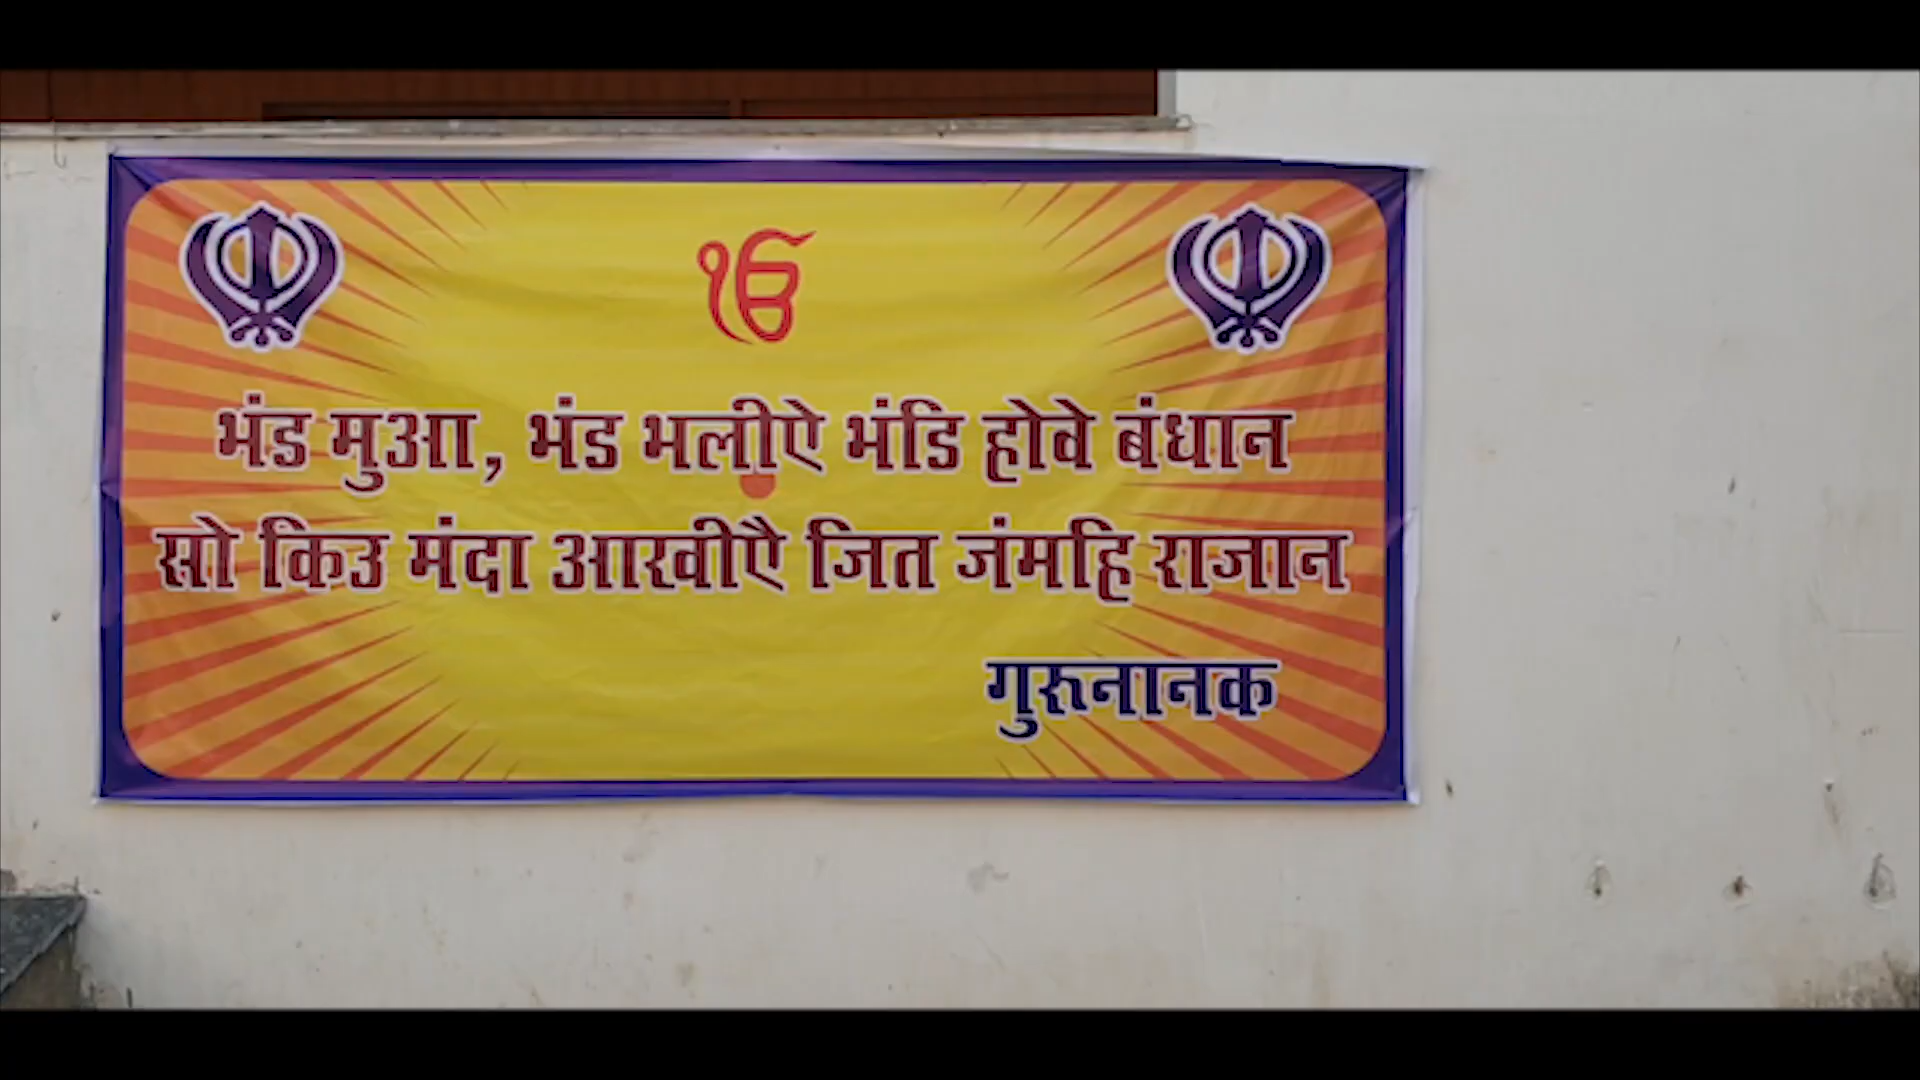 ੴ
भंड मुआ, भंड भलीऐ भंडि होवे बंधान
सो किउ मंदा आखीऐ जित जंमहि राजान
गुरूनानक